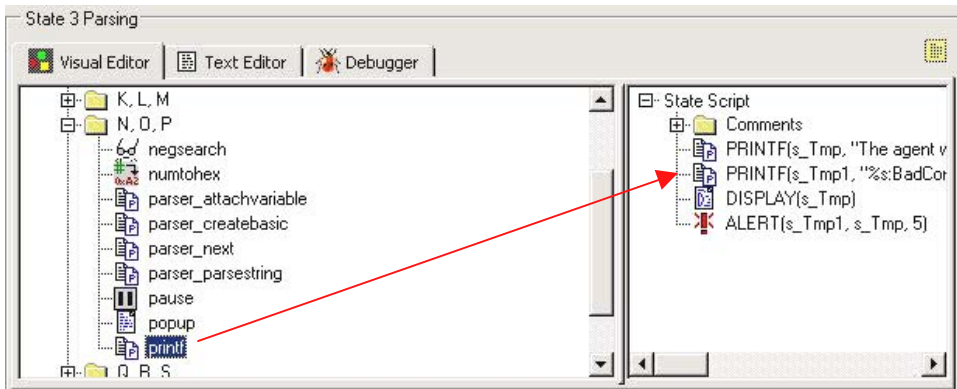 State 3 Parsing
Visual Editor
Text Editor
Debugger
K, L, M
N, O, P
negsearch
numtohex
parser_attachvariable
parser_createbasic
parser_next
parser_parsestring
pause
popup
printf
Q, R, S
State Script
Comments
PRINTF(s_Tmp, "The agent w
PRINTF(s_Tmp1, "%s:BadCor
DISPLAY(s_Tmp)
ALERT(s_Tmp1, s_Tmp, 5)